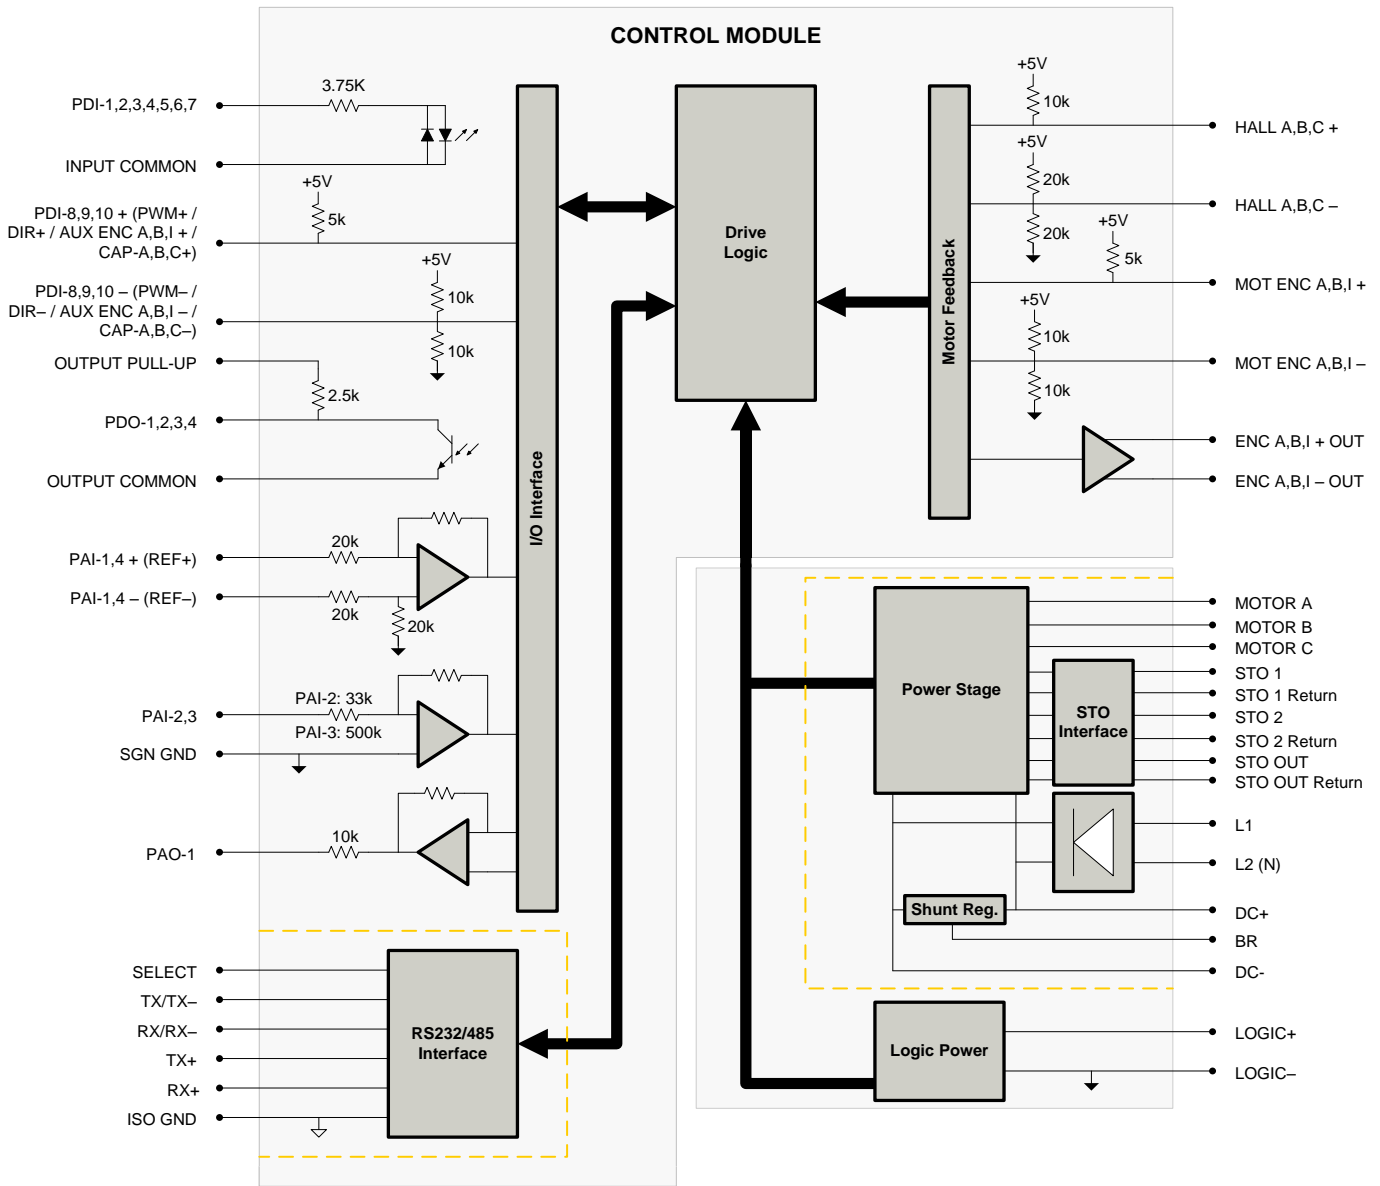 CONTROL MODULE
PDI-1,2,3,4,5,6,7
3.75K
INPUT COMMON
+5V
5k
PDI-8,9,10 + (PWM+ /
DIR+ / AUX ENC A,B,I + /
CAP-A,B,C+)
+5V
10k
10k
PDI-8,9,10 – (PWM– /
DIR– / AUX ENC A,B,I – /
CAP-A,B,C–)
OUTPUT PULL-UP
2.5k
PDO-1,2,3,4
OUTPUT COMMON
PAI-1,4 + (REF+)
20k
PAI-1,4 – (REF–)
20k
20k
PAI-2: 33k
PAI-2,3
PAI-3: 500k
SGN GND
10k
PAO-1
I/O Interface
SELECT
TX/TX–
RX/RX–
TX+
RX+
ISO GND
RS232/485
Interface
Drive
Logic
Motor Feedback
+5V
10k
HALL A,B,C +
+5V
20k
20k
HALL A,B,C –
+5V
5k
MOT ENC A,B,I +
+5V
10k
10k
MOT ENC A,B,I –
ENC A,B,I + OUT
ENC A,B,I – OUT
Power Stage
MOTOR A
MOTOR B
MOTOR C
STO
Interface
STO 1
STO 1 Return
STO 2
STO 2 Return
STO OUT
STO OUT Return
L1
L2 (N)
Shunt Reg.
DC+
BR
DC-
Logic Power
LOGIC+
LOGIC–